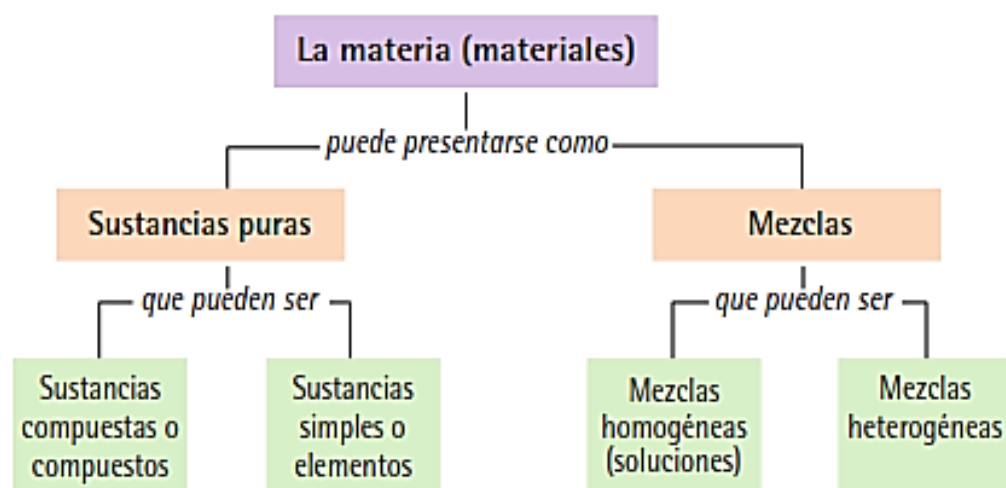 La materia (materiales)
puede presentarse como
Sustancias puras
Mezclas
que pueden ser
que pueden ser
Sustancias
compuestas o
compuestos
Sustancias
simples o
elementos
Mezclas
homogéneas
(soluciones)
Mezclas
heterogéneas